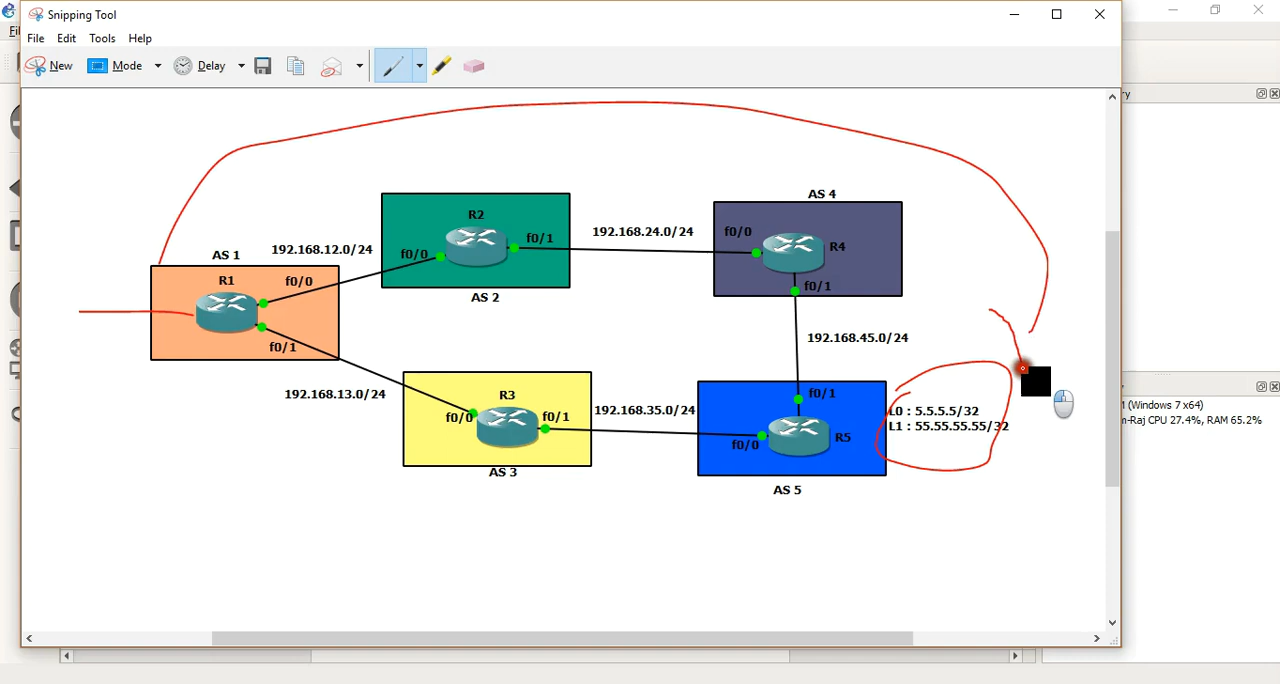 Snipping Tool
File Edit Tools Help
New Mode Delay
AS 4
R2
AS 1
192.168.12.0/24
f0/0
f0/1
192.168.24.0/24
f0/0
R4
R1
f0/0
AS 2
f0/1
f0/1
192.168.45.0/24
192.168.13.0/24
R3
f0/0
f0/1
192.168.35.0/24
f0/1
L0 : 5.5.5.5/32
L1 : 55.55.55.55/32
f0/0
R5
AS 3
AS 5
(Windows 7 x64)
m-Raj CPU 27.4%, RAM 65.2%